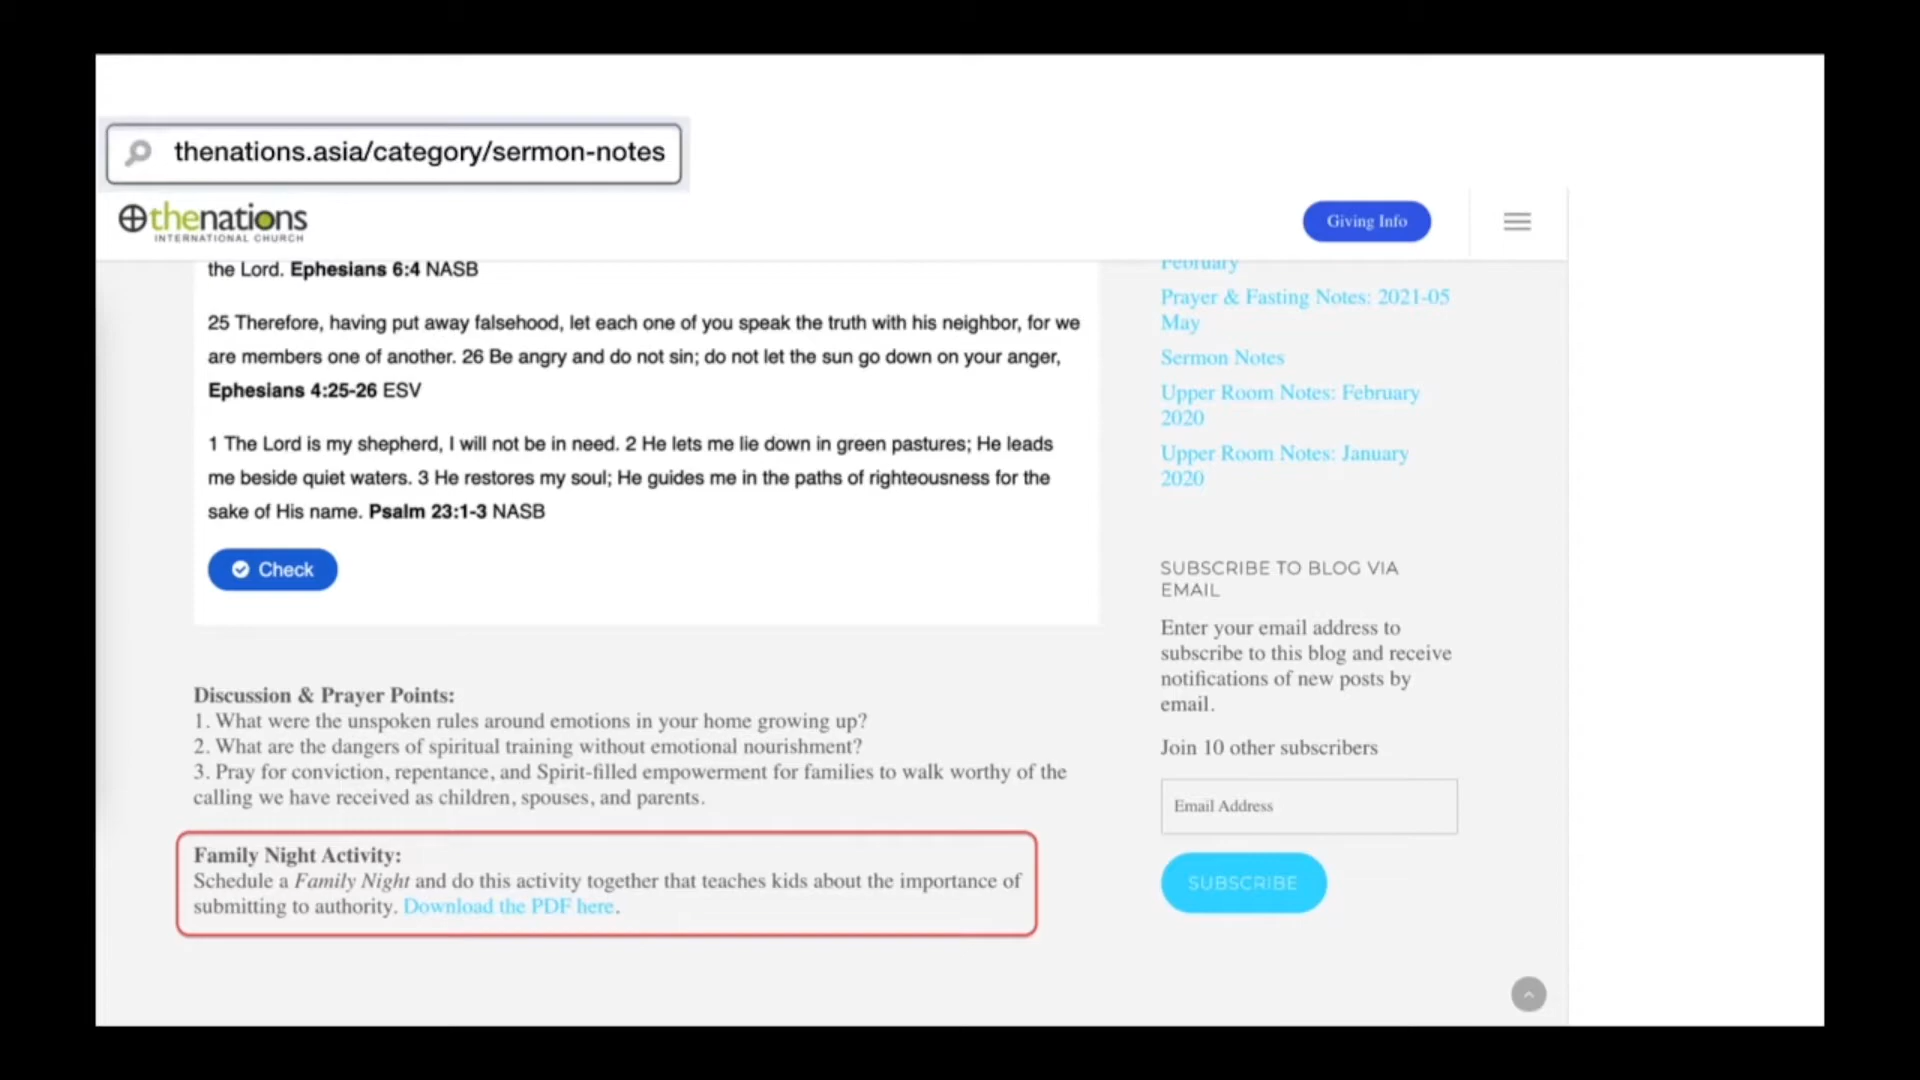 thenations.asia/category/sermon-notes
thenations
INTERNATIONAL CHURCH
Giving Info
the Lord. Ephesians 6:4 NASB
25 Therefore, having put away falsehood, let each one of you speak the truth with his neighbor, for we
are members one of another. 26 Be angry and do not sin; do not let the sun go down on your anger,
Ephesians 4:25-26 ESV
1 The Lord is my shepherd, I will not be in need. 2 He lets me lie down in green pastures; He leads
me beside quiet waters. 3 He restores my soul; He guides me in the paths of righteousness for the
sake of His name. Psalm 23:1-3 NASB
Check
Discussion & Prayer Points:
1. What were the unspoken rules around emotions in your home growing up?
2. What are the dangers of spiritual training without emotional nourishment?
3. Pray for conviction, repentance, and Spirit-filled empowerment for families to walk worthy of the
calling we have received as children, spouses, and parents.
Family Night Activity:
Schedule a Family Night and do this activity together that teaches kids about the importance of
submitting to authority. Download the PDF here.
February
Prayer & Fasting Notes: 2021-05
May
Sermon Notes
Upper Room Notes: February
2020
Upper Room Notes: January
2020
SUBSCRIBE TO BLOG VIA
EMAIL
Enter your email address to
subscribe to this blog and receive
notifications of new posts by
email.
Join 10 other subscribers
Email Address
SUBSCRIBE